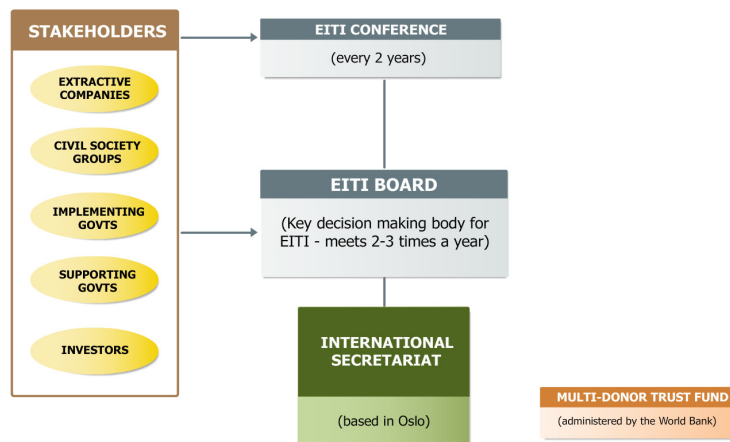 STAKEHOLDERS
EXTRACTIVE
COMPANIES
CIVIL SOCIETY
GROUPS
IMPLEMENTING
GOVTS
SUPPORTING
GOVTS
INVESTORS
EITI CONFERENCE
(every 2 years)
EITI BOARD
(Key decision making body for
EITI - meets 2-3 times a year)
INTERNATIONAL
SECRETARIAT
(based in Oslo)
MULTI-DONOR TRUST FUND
(administered by the World Bank)